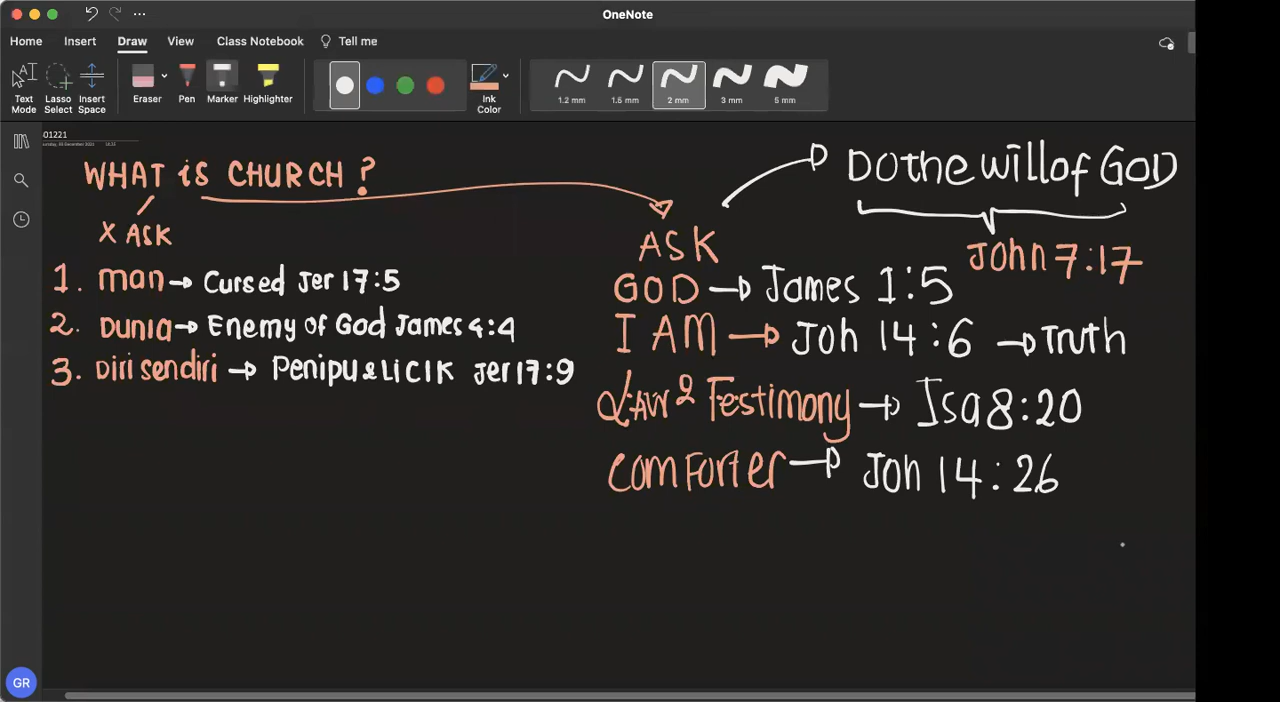 OneNote
Home Insert Draw View Class Notebook Tell me
Text Mode
Lasso Select
Insert Space
Eraser
Pen
Marker
Highlighter
Ink Color
1.2 mm
1.6 mm
2 mm
3 mm
5 mm
01221
WHAT is CHURCH?
X ASK
1. man → Cursed Jer 17:5
2. DUNIA → Enemy of God James 4:4
3. Diri sendiri → Penipu & LICIK Jer 17:9
→ Do the will of GOD
John 7:17
ASK
GOD → James 1:5
I AM → Joh 14:6 → Truth
LAW 2 Testimony → Isa 8:20
comForter → Joh 14:26
GR